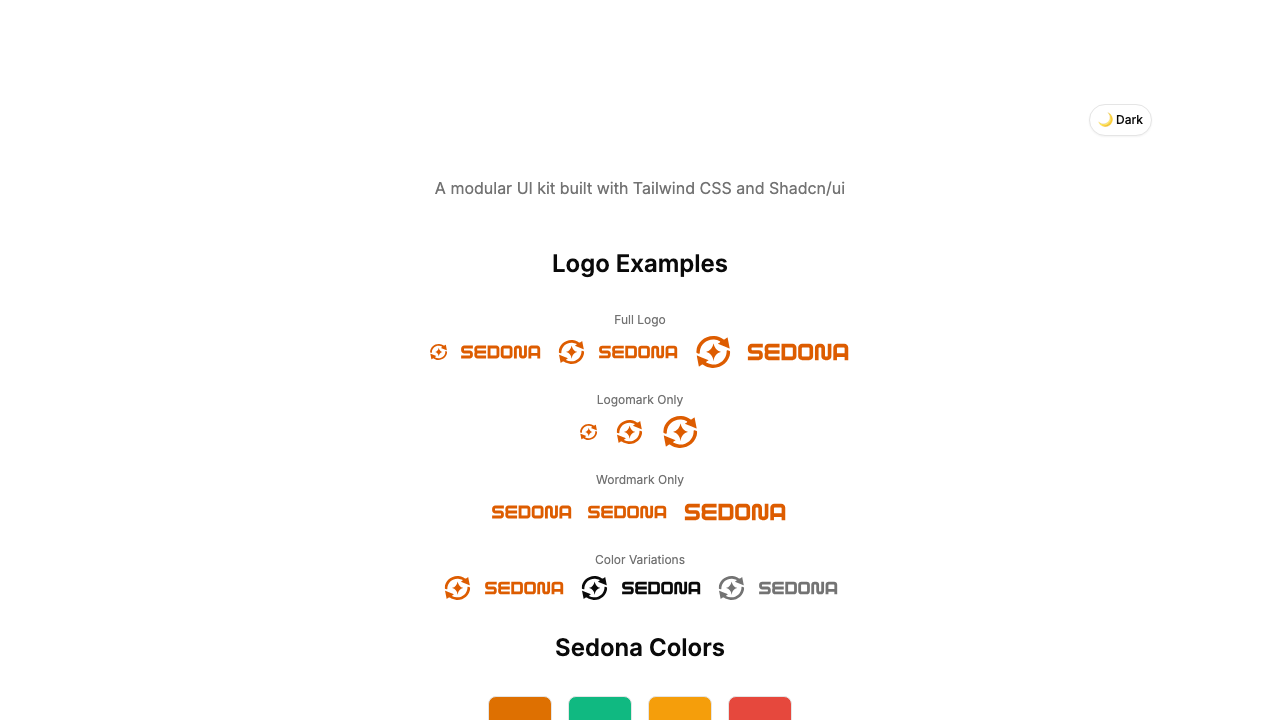 🌙 Dark
A modular UI kit built with Tailwind CSS and Shadcn/ui
Logo Examples
Full Logo
SEDONA SEDONA SEDONA
Logomark Only
Wordmark Only
SEDONA SEDONA SEDONA
Color Variations
SEDONA SEDONA SEDONA
Sedona Colors